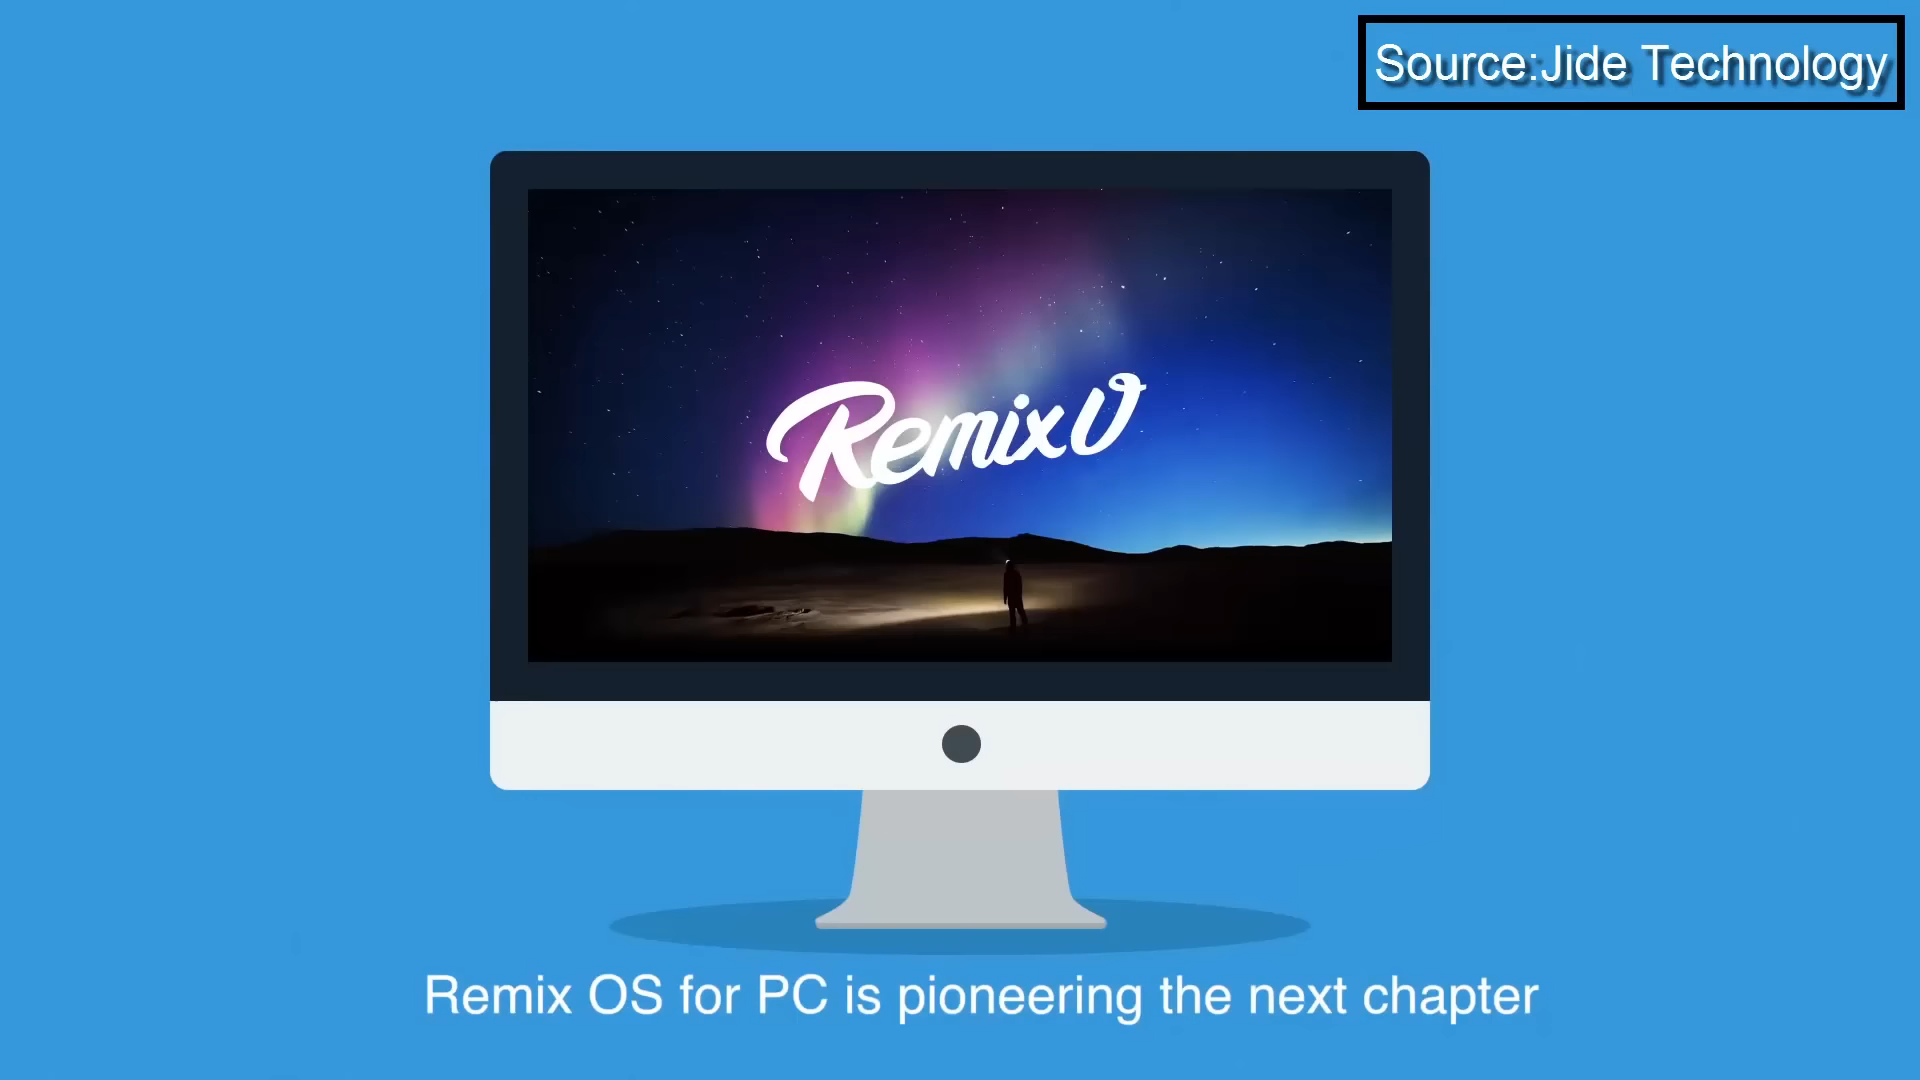 Source:Jide Technology
Remix
Remix OS for PC is pioneering the next chapter